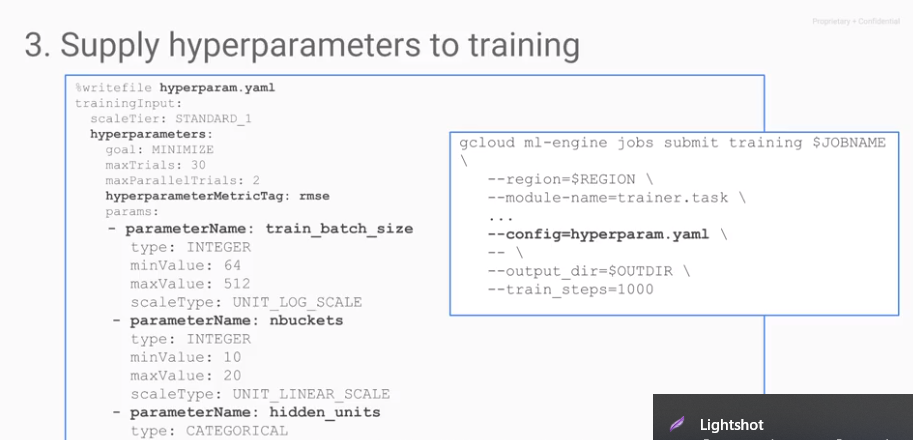 Proprietary + Confidential
3. Supply hyperparameters to training
%writefile hyperparam.yaml
trainingInput:
scaleTier: STANDARD_1
hyperparameters:
goal: MINIMIZE
maxTrials: 30
maxParallelTrials: 2
hyperparameterMetricTag: rmse
params:
- parameterName: train_batch_size
type: INTEGER
minValue: 64
maxValue: 512
scaleType: UNIT_LOG_SCALE
- parameterName: nbuckets
type: INTEGER
minValue: 10
maxValue: 20
scaleType: UNIT_LINEAR_SCALE
- parameterName: hidden_units
type: CATEGORICAL
gcloud ml-engine jobs submit training $JOBNAME
\
--region=$REGION \
--module-name=trainer.task \
...
--config=hyperparam.yaml \
-- \
--output_dir=$OUTDIR \
--train_steps=1000
Lightshot